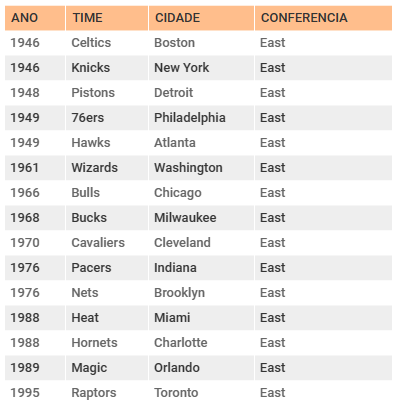 ANO TIME CIDADE CONFERENCIA
1946 Celtics Boston East
1946 Knicks New York East
1948 Pistons Detroit East
1949 76ers Philadelphia East
1949 Hawks Atlanta East
1961 Wizards Washington East
1966 Bulls Chicago East
1968 Bucks Milwaukee East
1970 Cavaliers Cleveland East
1976 Pacers Indiana East
1976 Nets Brooklyn East
1988 Heat Miami East
1988 Hornets Charlotte East
1989 Magic Orlando East
1995 Raptors Toronto East